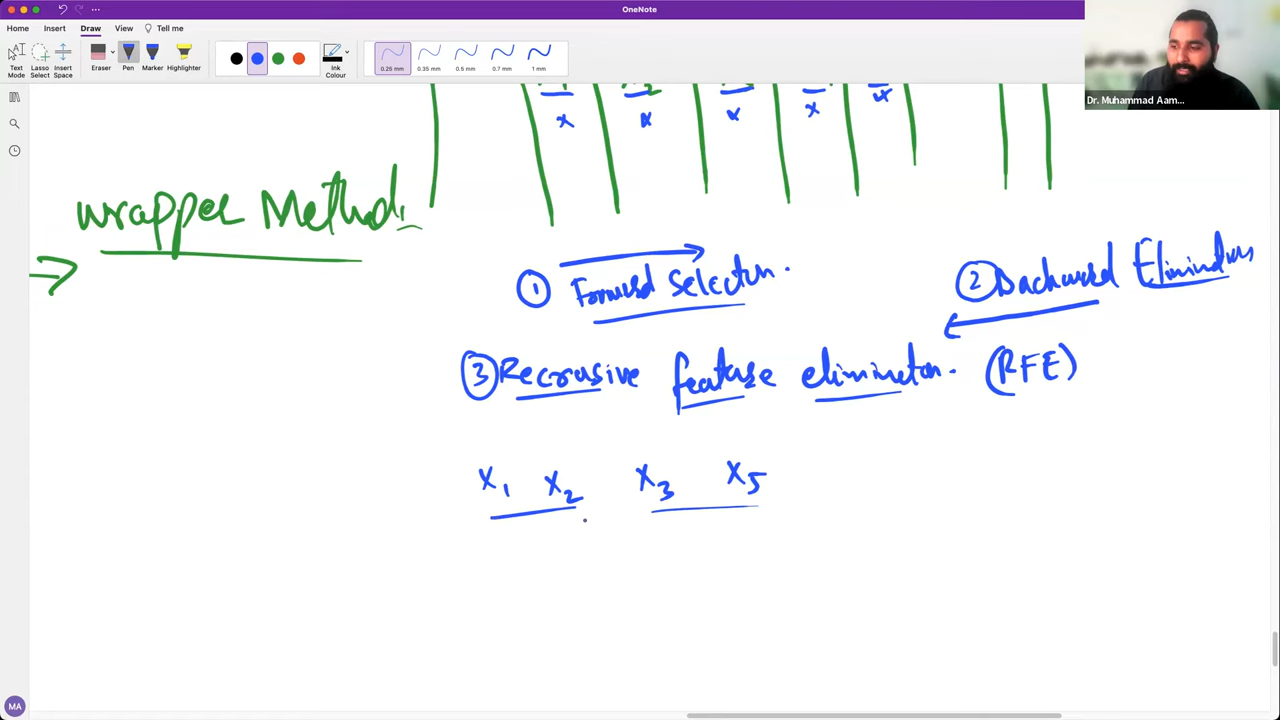 OneNote
Home Insert Draw View Tell me
Text Mode Lasso Select Insert Space Eraser Pen Marker Highlighter Ink Colour 0.25 mm 0.35 mm 0.5 mm 0.7 mm 1 mm
Dr. Muhammad Aam...
x x x x x
wrapper Method:
① Forward Selection. ② Backward Elimination
③ Recursive feature elimination. (RFE)
X1 X2 X3 X5
MA